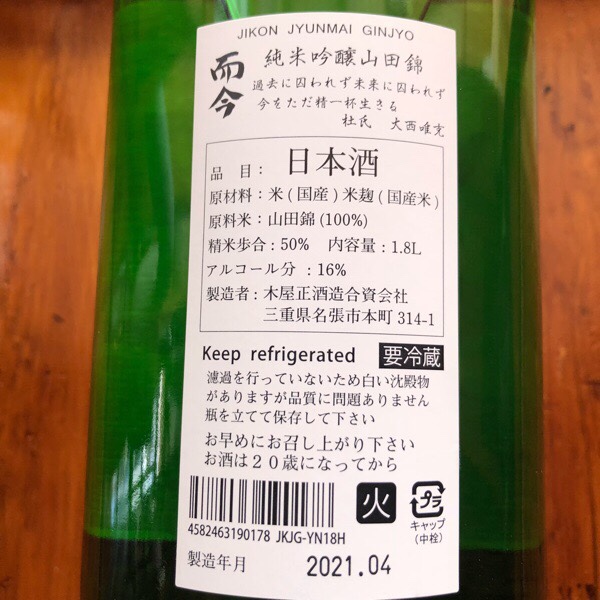 JIKON JYUNMAI GINJYO
而今
純米吟醸山田錦
過去に囚われず未来に囚われず
今をただ精一杯生きる
杜氏 大西唯克
品 目: 日本酒
原材料:米(国産)米麹(国産米)
原料米:山田錦(100%)
精米歩合:50% 内容量:1.8L
アルコール分:16%
製造者:木屋正酒造合資会社
三重県名張市本町314-1
Keep refrigerated 要冷蔵
濾過を行っていないため白い沈殿物
がありますが品質に問題ありません
瓶を立てて保存して下さい
お早めにお召し上がり下さい
お酒は20歳になってから
4582463190178 JKJG-YN18H
火
プラ
キャップ
(中栓)
製造年月 2021.04